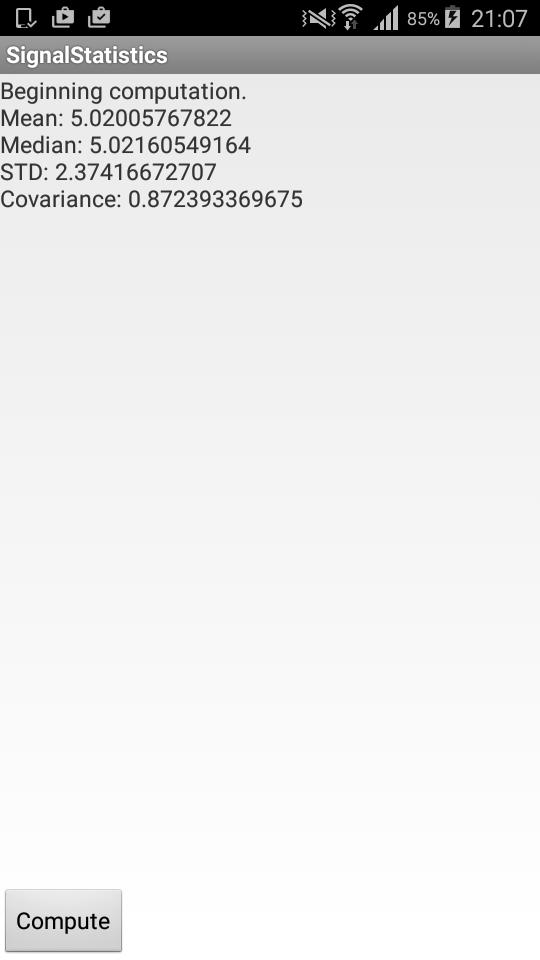 85% 21:07
SignalStatistics
Beginning computation.
Mean: 5.02005767822
Median: 5.02160549164
STD: 2.37416672707
Covariance: 0.872393369675
Compute